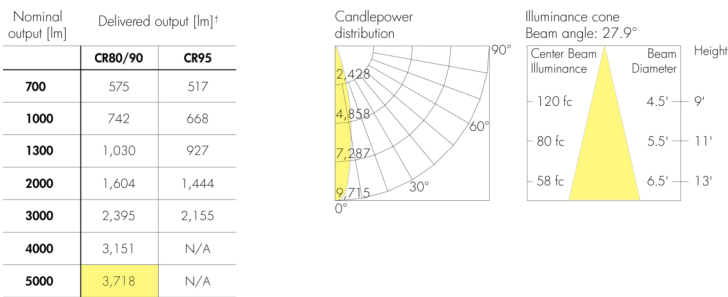 Nominal output [lm]
Delivered output [lm]†
CR80/90 CR95
700 575 517
1000 742 668
1300 1,030 927
2000 1,604 1,444
3000 2,395 2,155
4000 3,151 N/A
5000 3,718 N/A
Candlepower
distribution
90°
2,428
4,858
60°
7,287
30°
9,715
0°
Illuminance cone
Beam angle: 27.9°
Center Beam Illuminance
Beam Diameter
Height
120 fc 4.5' 9'
80 fc 5.5' 11'
58 fc 6.5' 13'